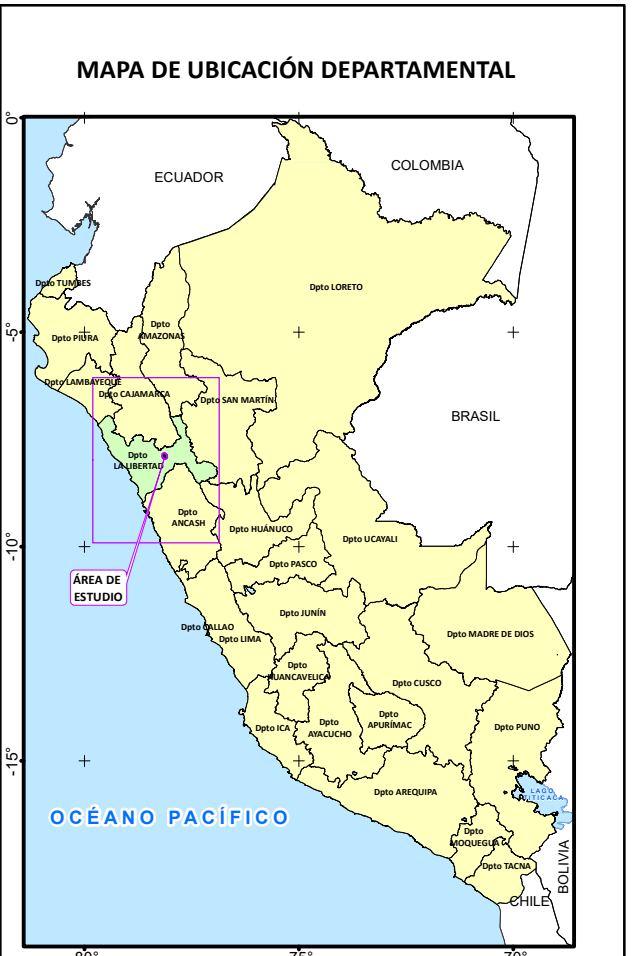 MAPA DE UBICACIÓN DEPARTAMENTAL
0°
COLOMBIA
ECUADOR
Dpto TUMBES
Dpto LORETO
-5°
Dpto
AMAZONAS
Dpto PIURA
Dpto LAMBAYEQUE
Dpto CAJAMARCA
Dpto SAN MARTÍN
BRASIL
Dpto
LA LIBERTAD
Dpto
ANCASH
Dpto HUÁNUCO
Dpto UCAYALI
-10°
Dpto PASCO
ÁREA DE
ESTUDIO
Dpto JUNÍN
Dpto CALLAO
Dpto LIMA
Dpto MADRE DE DIOS
Dpto
HUANCAVELICA
Dpto CUSCO
Dpto ICA
Dpto
AYACUCHO
Dpto
APURÍMAC
Dpto PUNO
-15°
Dpto AREQUIPA
LAGO
TITICACA
OCÉANO PACÍFICO
Dpto
MOQUEGUA
Dpto TACNA
BOLIVIA
CHILE
-80°
-75°
-70°